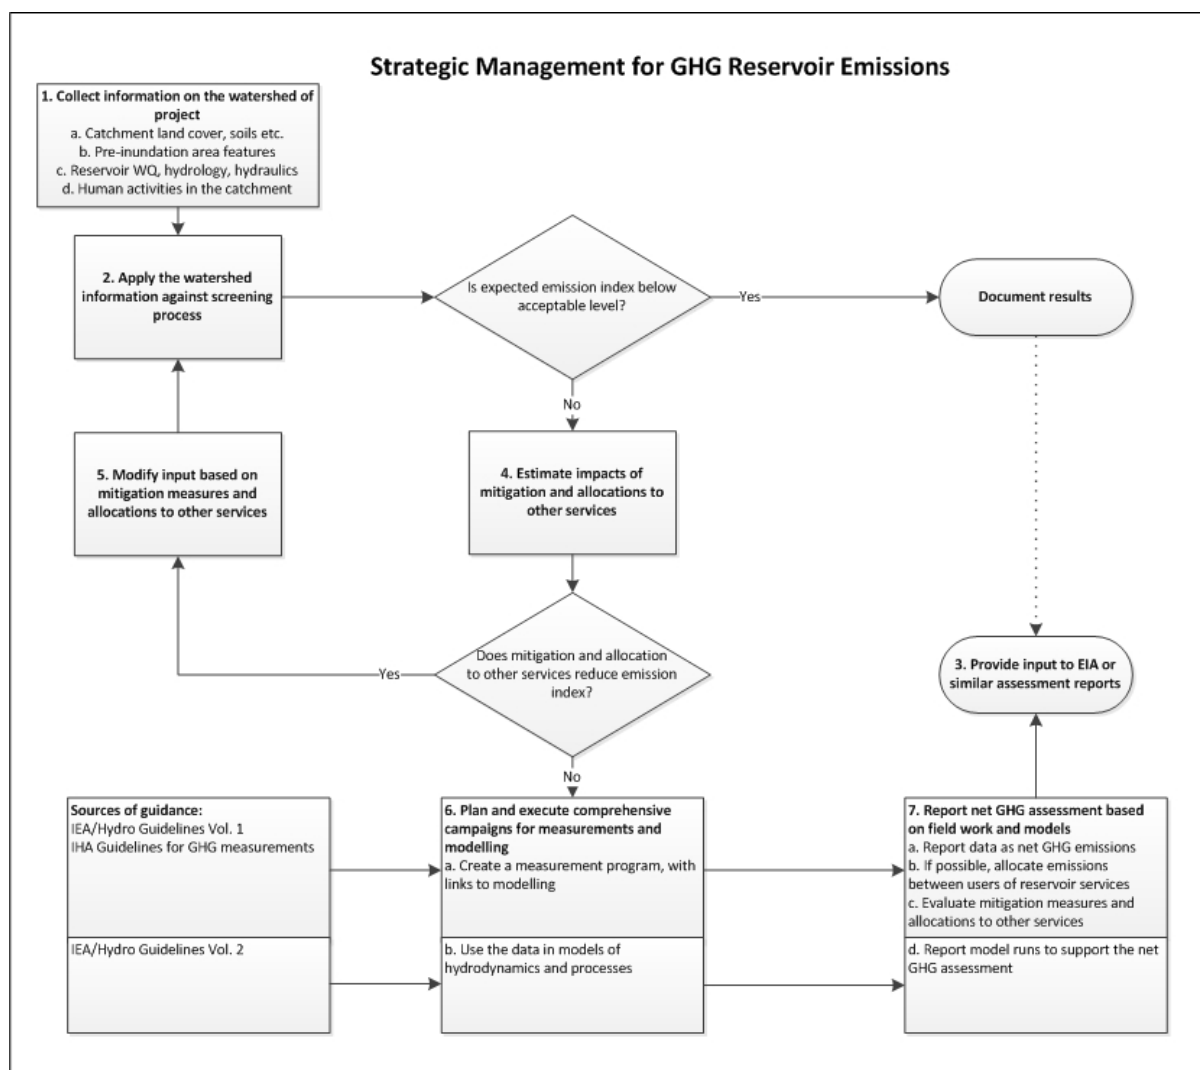 Strategic Management for GHG Reservoir Emissions
1. Collect information on the watershed of
project
a. Catchment land cover, soils etc.
b. Pre-inundation area features
c. Reservoir WQ, hydrology, hydraulics
d. Human activities in the catchment
2. Apply the watershed
information against screening
process
Is expected emission index below
acceptable level?
Yes
Document results
No
5. Modify input based on
mitigation measures and
allocations to other services
4. Estimate impacts of
mitigation and allocations to
other services
Does mitigation and allocation
to other services reduce emission
index?
Yes
3. Provide input to EIA or
similar assessment reports
No
Sources of guidance:
IEA/Hydro Guidelines Vol. 1
IHA Guidelines for GHG measurements
6. Plan and execute comprehensive
campaigns for measurements and
modelling
a. Create a measurement program, with
links to modelling
7. Report net GHG assessment based
on field work and models
a. Report data as net GHG emissions
b. If possible, allocate emissions
between users of reservoir services
c. Evaluate mitigation measures and
allocations to other services
IEA/Hydro Guidelines Vol. 2
b. Use the data in models of
hydrodynamics and processes
d. Report model runs to support the net
GHG assessment